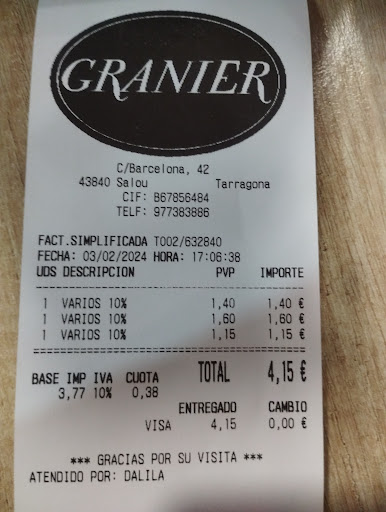 GRANIER
C/Barcelona, 42
43840 Salou Tarragona
CIF: B67856484
TELF: 977383886
FACT.SIMPLIFICADA T002/632840
FECHA: 03/02/2024 HORA: 17:06:38
UDS DESCRIPCION PVP IMPORTE
1 VARIOS 10% 1,40 1,40 €
1 VARIOS 10% 1,60 1,60 €
1 VARIOS 10% 1,15 1,15 €
TOTAL 4,15 €
BASE IMP IVA CUOTA
3,77 10% 0,38
ENTREGADO CAMBIO
VISA 4,15 0,00 €
*** GRACIAS POR SU VISITA ***
ATENDIDO POR: DALILA